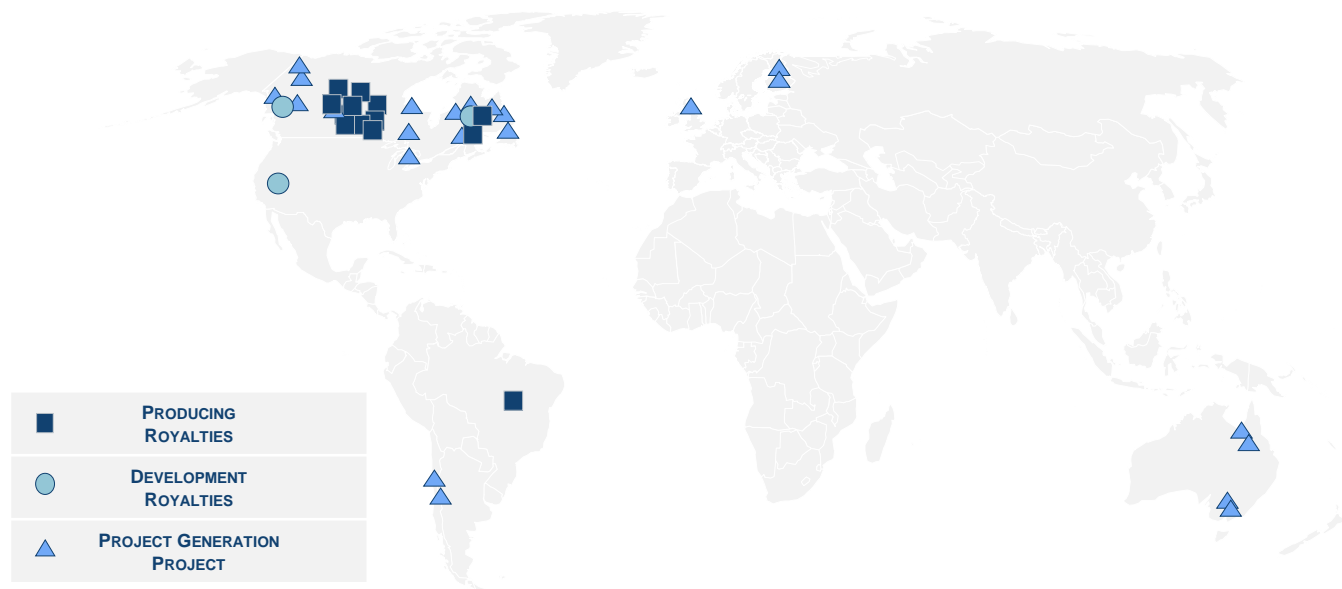 PRODUCING
ROYALTIES
DEVELOPMENT
ROYALTIES
PROJECT GENERATION
PROJECT